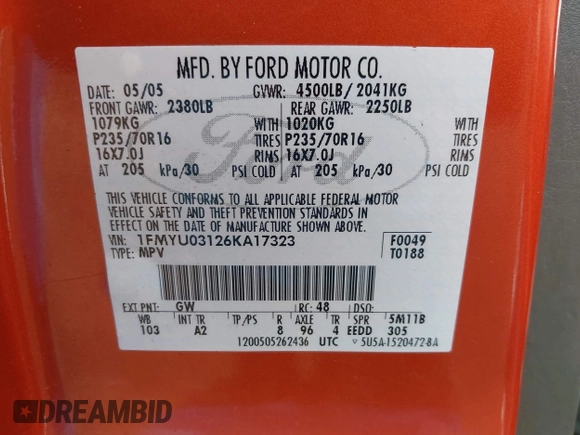 MFD. BY FORD MOTOR CO.
DATE: 05/05 GVWR: 4500LB/ 2041KG
FRONT GAWR: 2380LB REAR GAWR: 2250LB
1079KG WITH 1020KG WITH
P235/70R16 TIRES P235/70R16 TIRES
16X7.0J RIMS 16X7.0J RIMS
AT 205 kPa/30 PSI COLD AT 205 kPa/30 PSI COLD
THIS VEHICLE CONFORMS TO ALL APPLICABLE FEDERAL MOTOR
VEHICLE SAFETY AND THEFT PREVENTION STANDARDS IN
EFFECT ON THE DATE OF MANUFACTURE SHOWN ABOVE.
VIN: 1FMYU03126KA17323 F0049
TYPE: MPV T0188
EXT PNT: GW RC: 48 DSO:
WB INT TR TP/PS R AXLE TR SPR 5M11B
103 A2 8 96 4 EEDD 305
1200505262436 UTC ▽ 5U5A-1520472-BA
Ford
DREAMBID